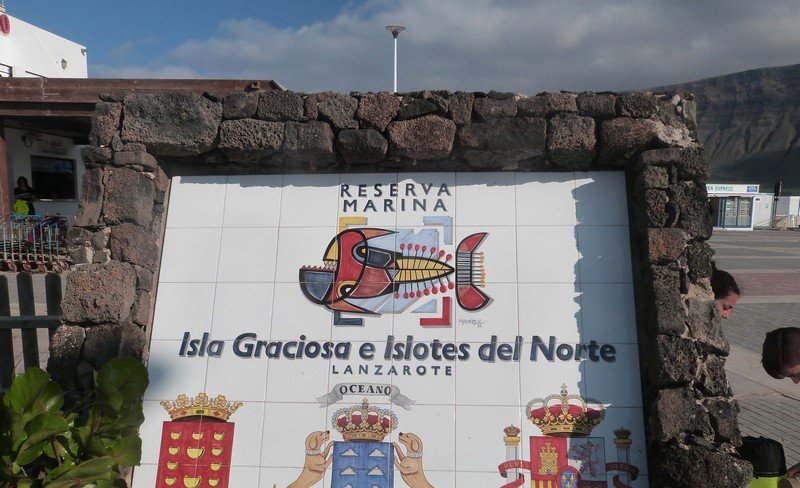 RESERVA
MARINA
Isla Graciosa e Islotes del Norte
LANZAROTE
OCEANO